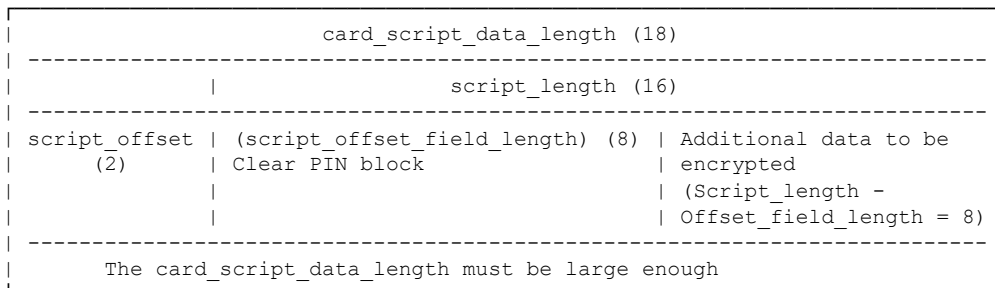 card_script_data_length (18)
script_length (16)
script_offset | (script_offset_field_length) (8) | Additional data to be
(2) | Clear PIN block | encrypted
| (Script_length -
| Offset_field_length = 8)
The card_script_data_length must be large enough